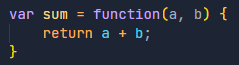 var sum = function(a, b) {
    return a + b;
}